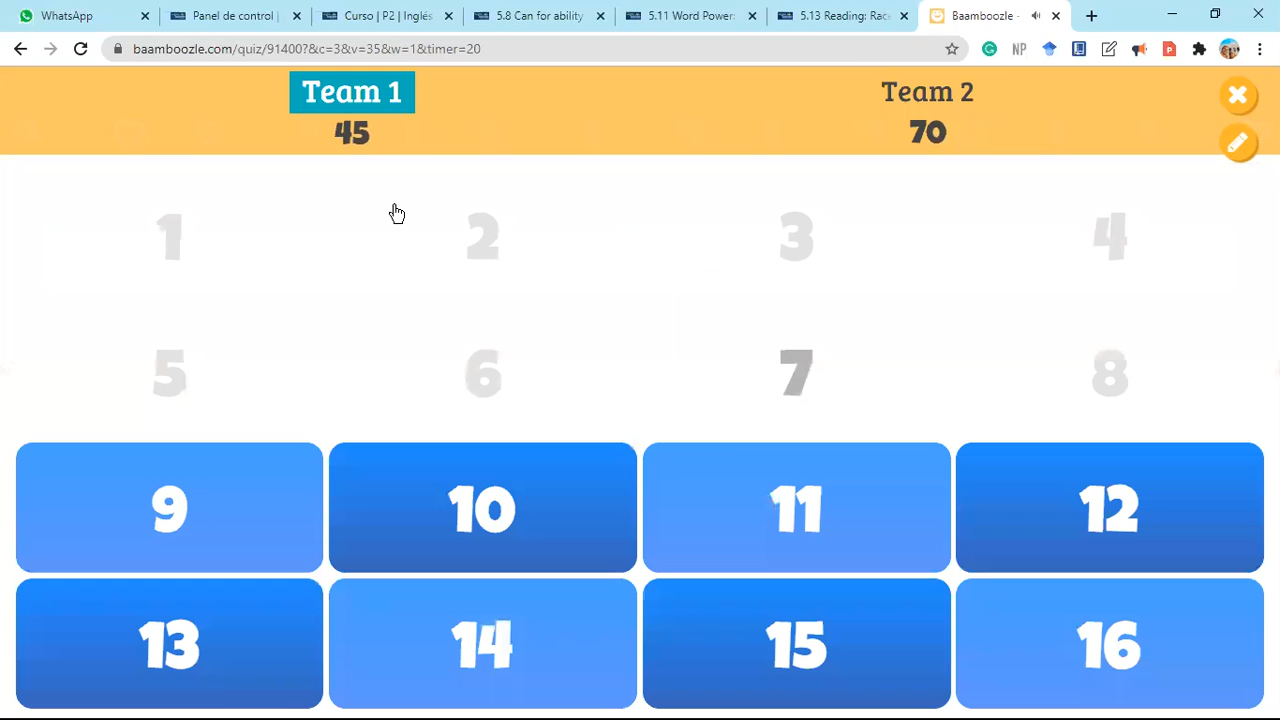 WhatsApp
Panel de control
Curso | P2 | Inglés
5.8 Can for ability
5.11 Word Power:
5.13 Reading: Race
Baamboozle -
baamboozle.com/quiz/91400?&c=3&v=35&w=1&timer=20
NP
Team 1
Team 2
45
70
1 2 3 4
5 6 7 8
9 10 11 12
13 14 15 16